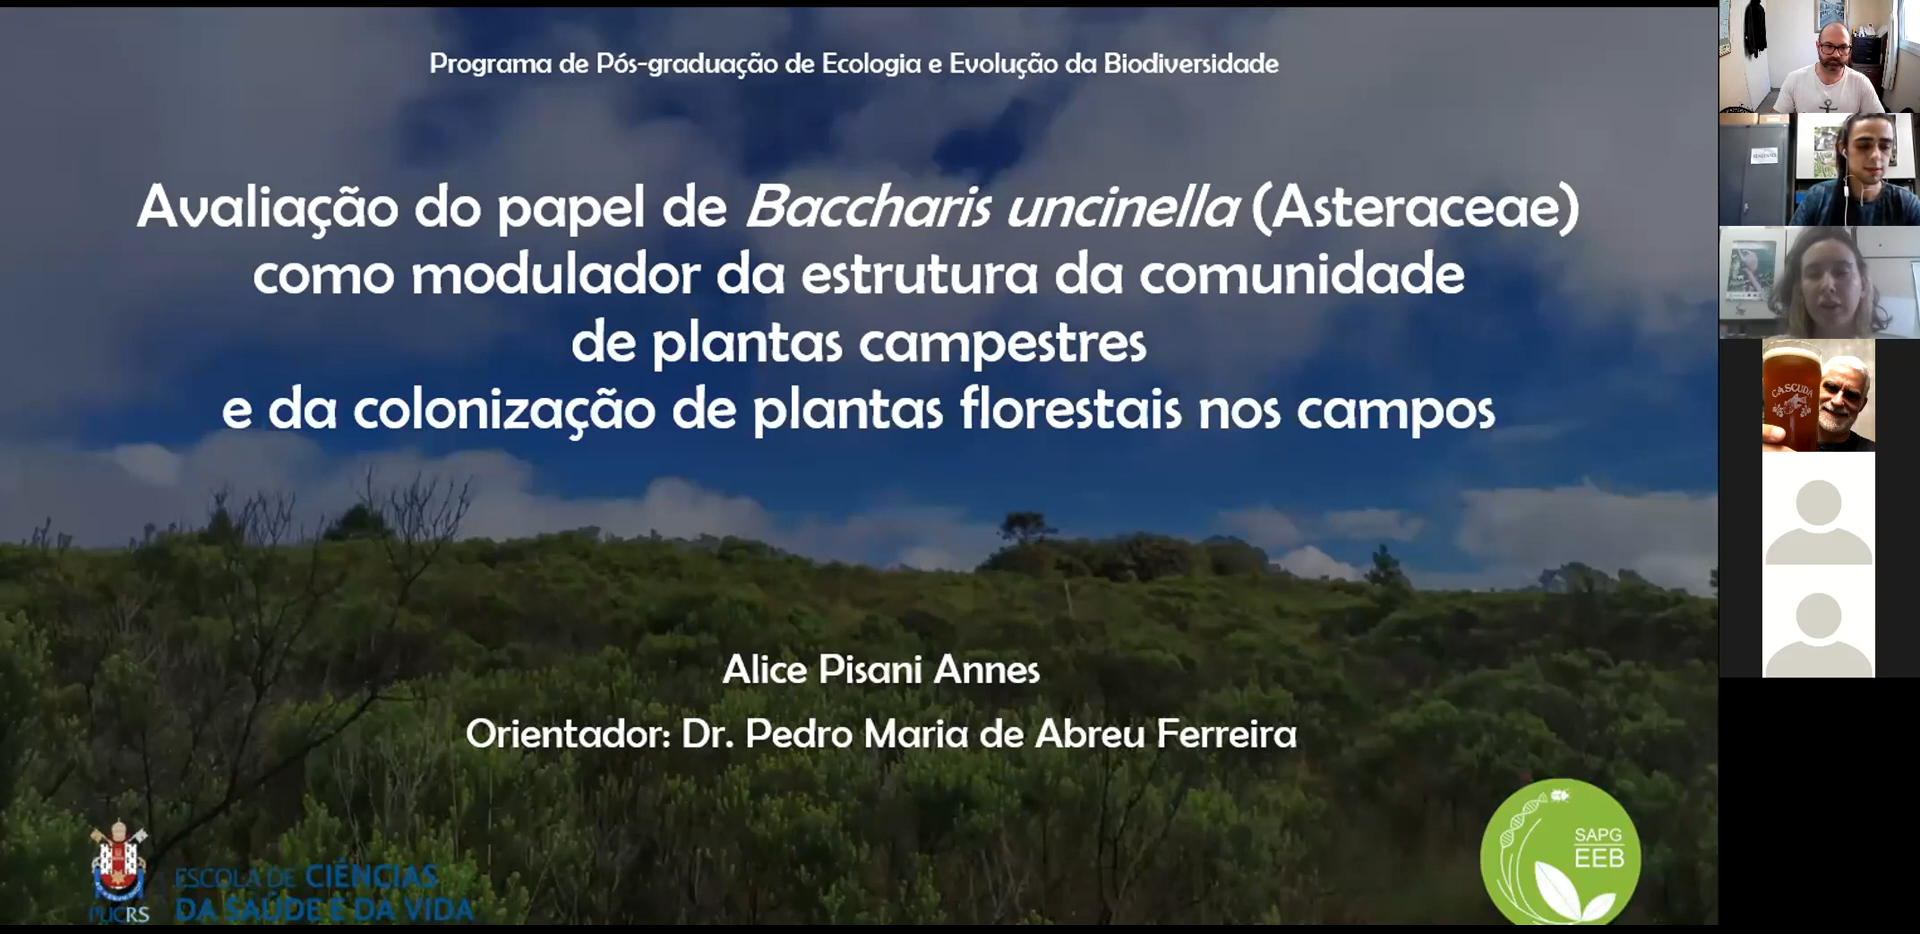 Programa de Pós-graduação de Ecologia e Evolução da Biodiversidade
Avaliação do papel de Baccharis uncinella (Asteraceae)
como modulador da estrutura da comunidade
de plantas campestres
e da colonização de plantas florestais nos campos
Alice Pisani Annes
Orientador: Dr. Pedro Maria de Abreu Ferreira
PUCRS
ESCOLA DE CIÊNCIAS
DA SAÚDE E DA VIDA
SAPG
EEB
CASCUDA